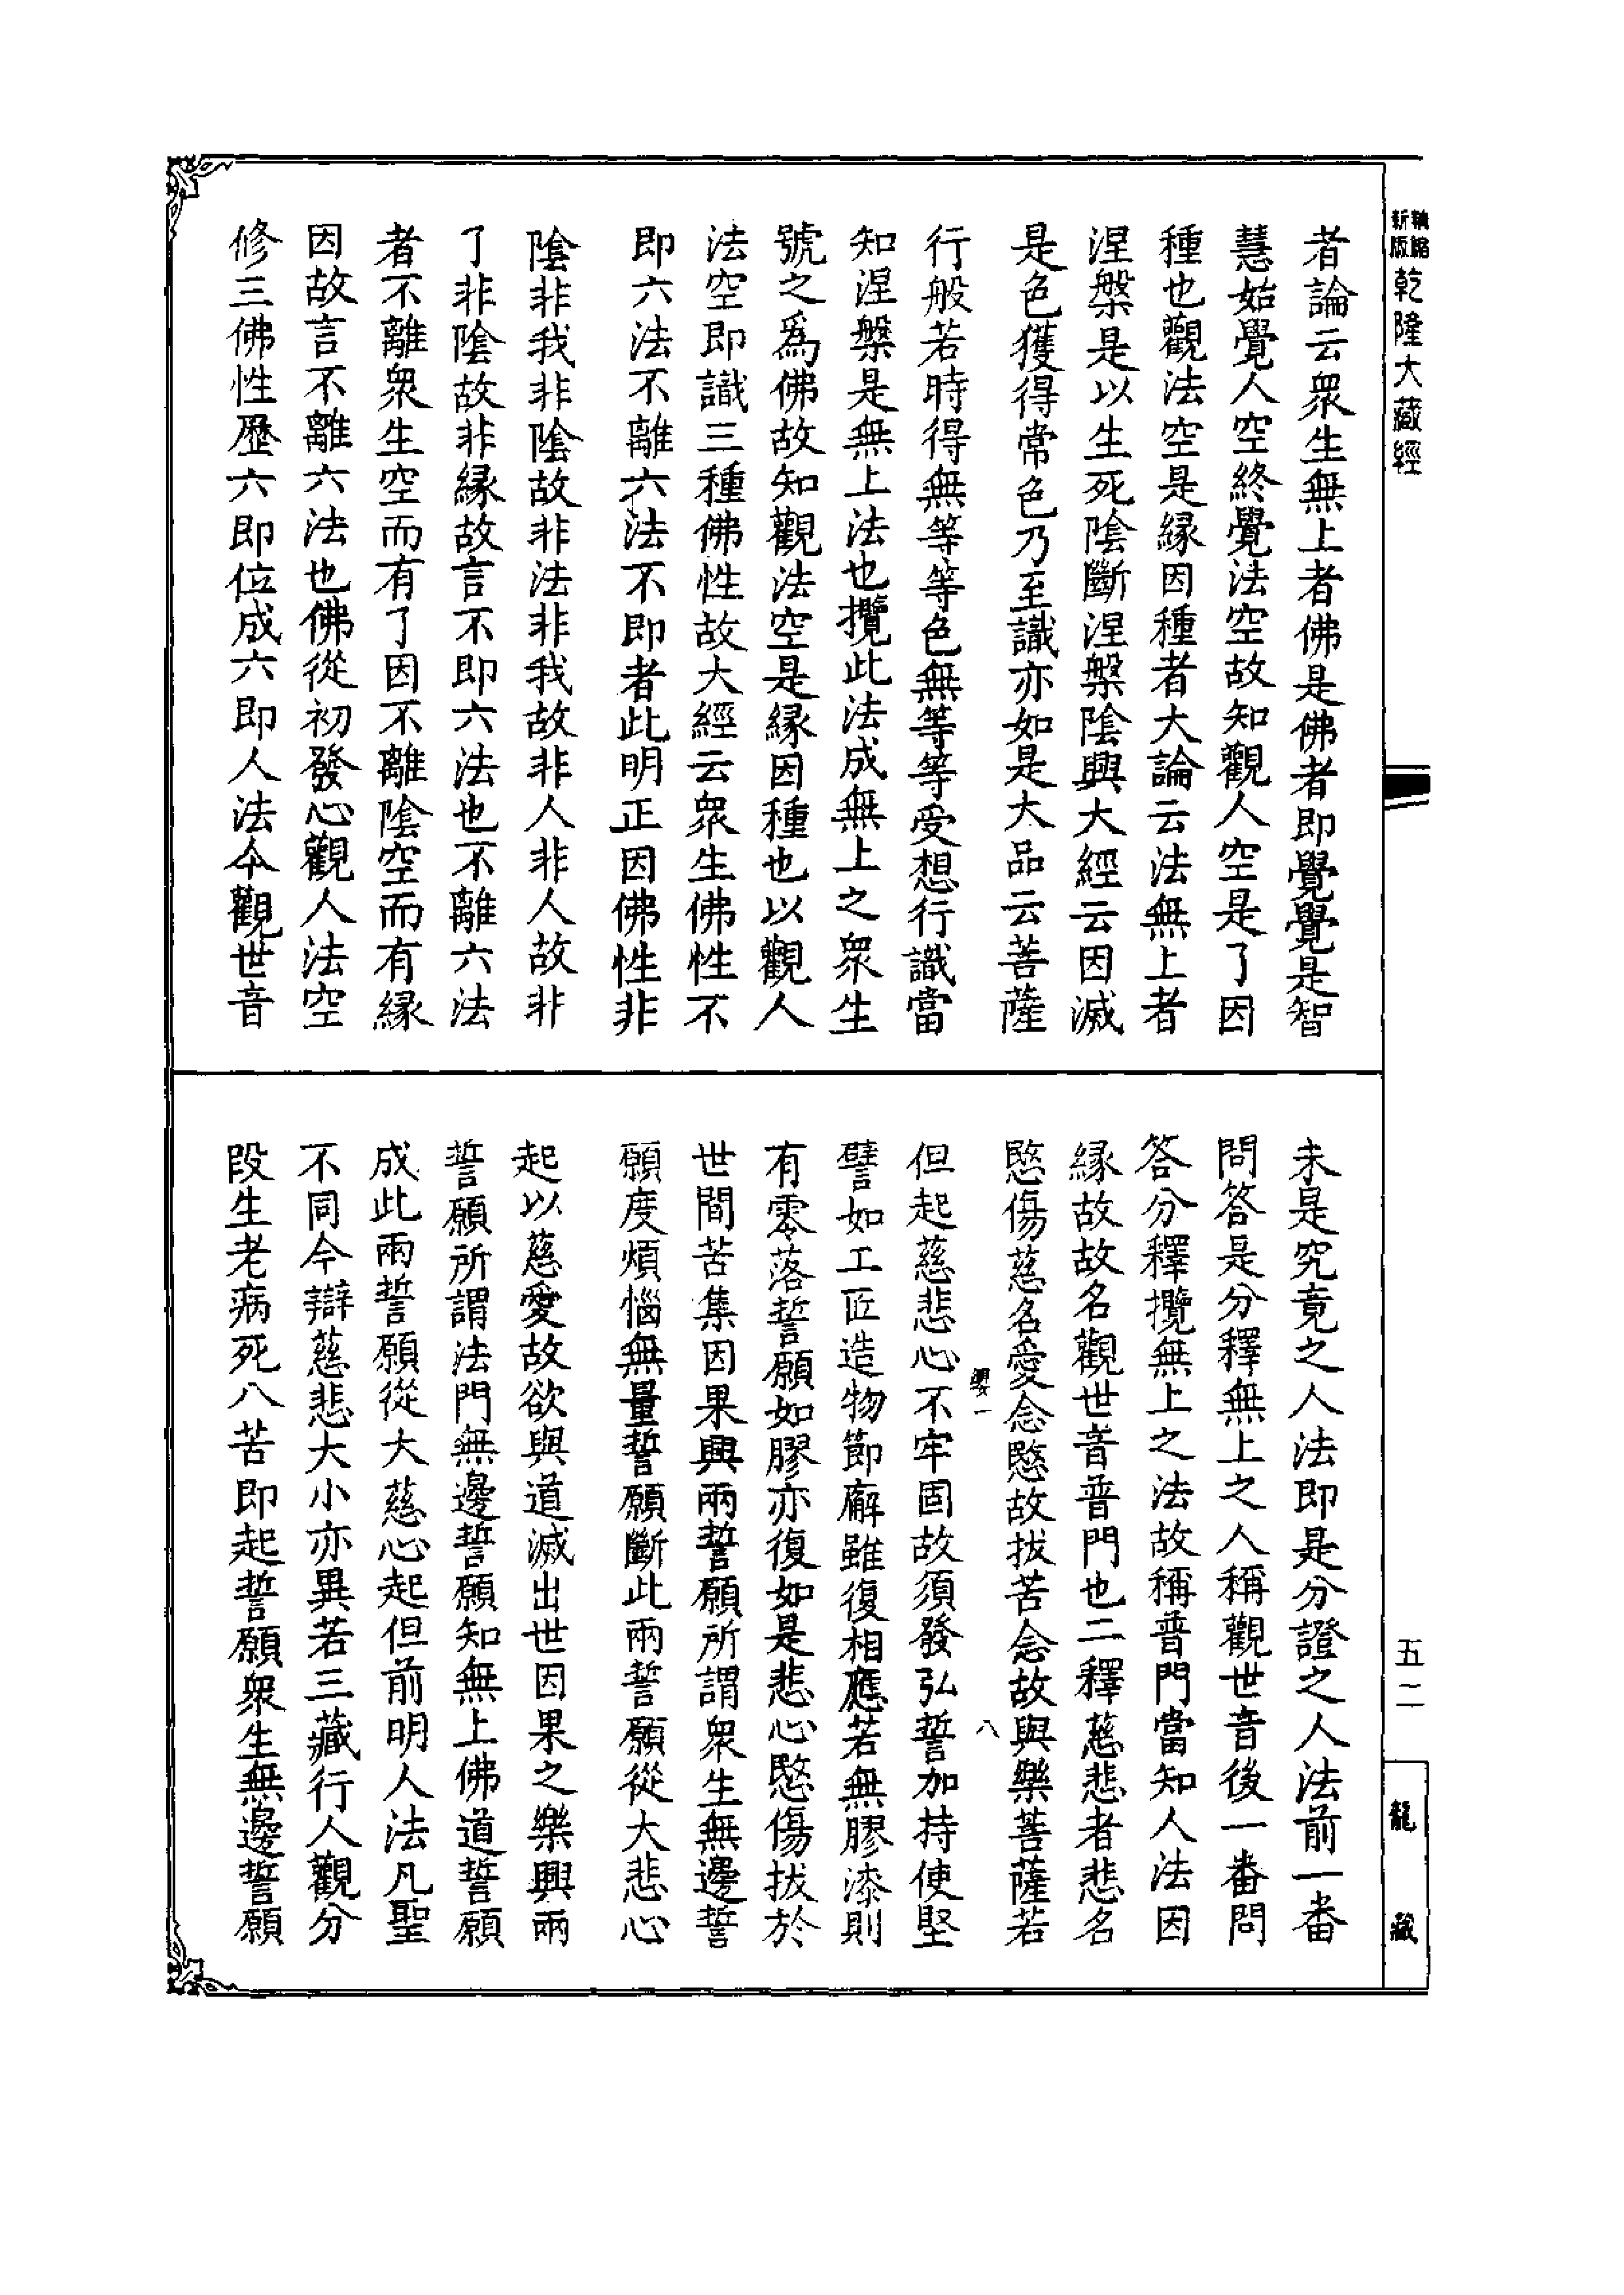 新版
乾隆大藏經
者論云衆生無上者佛是佛者即覺覺是智
慧始覺人空終覺法空故知觀人空是了因
種也觀法空是緣因種者大論云法無上者
涅槃是以生死陰斷涅槃陰興大經云因滅
是色獲得常色乃至識亦如是大品云菩薩
行般若時得無等等色無等等受想行識當
知涅槃是無上法也攬此法成無上之衆生
號之爲佛故知觀法空是緣因種也以觀人
法空即識三種佛性故大經云衆生佛性不
即六法不離六法不即者此明正因佛性非
陰非我非陰故非法非我故非人非人故非
了非陰故非緣故言不即六法也不離六法
者不離衆生空而有了因不離陰空而有緣
因故言不離六法也佛從初發心觀人法空
修三佛性歷六即位成六即人法今觀世音
未是究竟之人法即是分證之人法前一番
問答是分釋無上之人稱觀世音後一番問
答分釋攬無上之法故稱普門當知人法因
緣故故名觀世音普門也二釋慈悲者悲名
愍傷慈名愛念愍故拔苦念故與樂菩薩若
但起慈悲心不牢固故須發弘誓加持使堅
譬如工匠造物節廨雖復相應若無膠漆則
有零落誓願如膠亦復如是悲心愍傷拔於
世間苦集因果興兩誓願所謂衆生無邊誓
願度煩惱無量誓願斷此兩誓願從大悲心
起以慈愛故欲與道滅出世因果之樂興兩
誓願所謂法門無邊誓願知無上佛道誓願
成此兩誓願從大慈心起但前明人法凡聖
不同今辯慈悲大小亦異若三藏行人觀分
段生老病死八苦即起誓願衆生無邊誓願
八
五二
龍藏